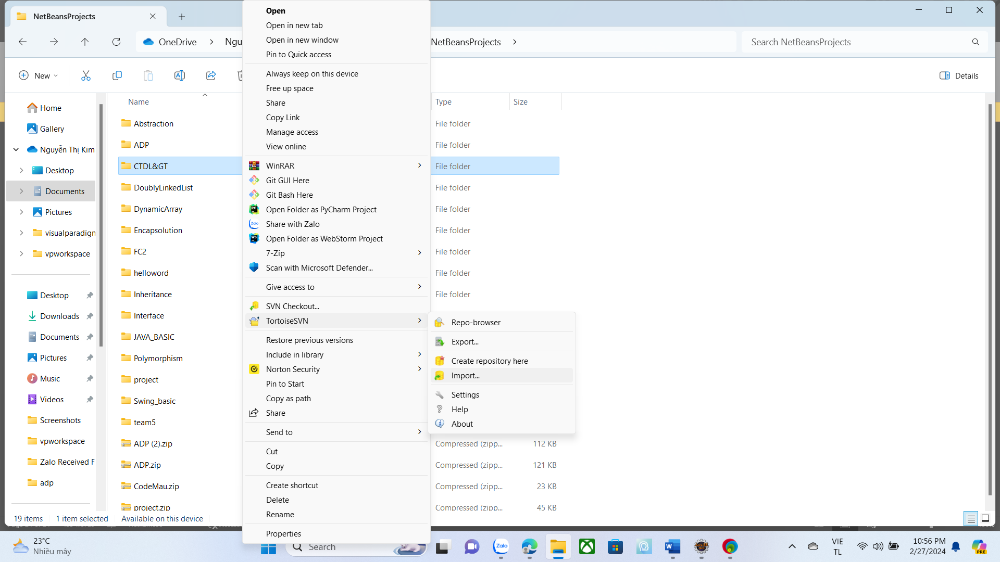 NetBeansProjects
OneDrive
Ngu
NetBeansProjects
Search NetBeansProjects
New
Details
Home
Gallery
Nguyễn Thị Kim
Desktop
Documents
Pictures
visualparadign
vpworkspace
Desktop
Downloads
Documents
Pictures
Music
Videos
Screenshots
vpworkspace
Zalo Received F
adp
Name
Type
Size
Abstraction
File folder
ADP
File folder
CTDL&GT
File folder
DoublyLinkedList
File folder
DynamicArray
File folder
Encapsolution
File folder
FC2
File folder
helloword
File folder
Inheritance
File folder
Interface
JAVA_BASIC
Polymorphism
project
Swing_basic
team5
ADP (2).zip
Compressed (zipp...
112 KB
ADP.zip
Compressed (zipp...
121 KB
CodeMau.zip
Compressed (zipp...
23 KB
project.zip
Compressed (zipp...
45 KB
Open
Open in new tab
Open in new window
Pin to Quick access
Always keep on this device
Free up space
Share
Copy Link
Manage access
View online
WinRAR
Git GUI Here
Git Bash Here
Open Folder as PyCharm Project
Share with Zalo
Open Folder as WebStorm Project
7-Zip
Scan with Microsoft Defender...
Give access to
SVN Checkout...
TortoiseSVN
Restore previous versions
Include in library
Norton Security
Pin to Start
Copy as path
Share
Send to
Cut
Copy
Create shortcut
Delete
Rename
Properties
Repo-browser
Export...
Create repository here
Import...
Settings
Help
About
19 items
1 item selected
Available on this device
23°C
Nhiều mây
Search
Zalo
VIE
TL
10:56 PM
2/27/2024
PRE